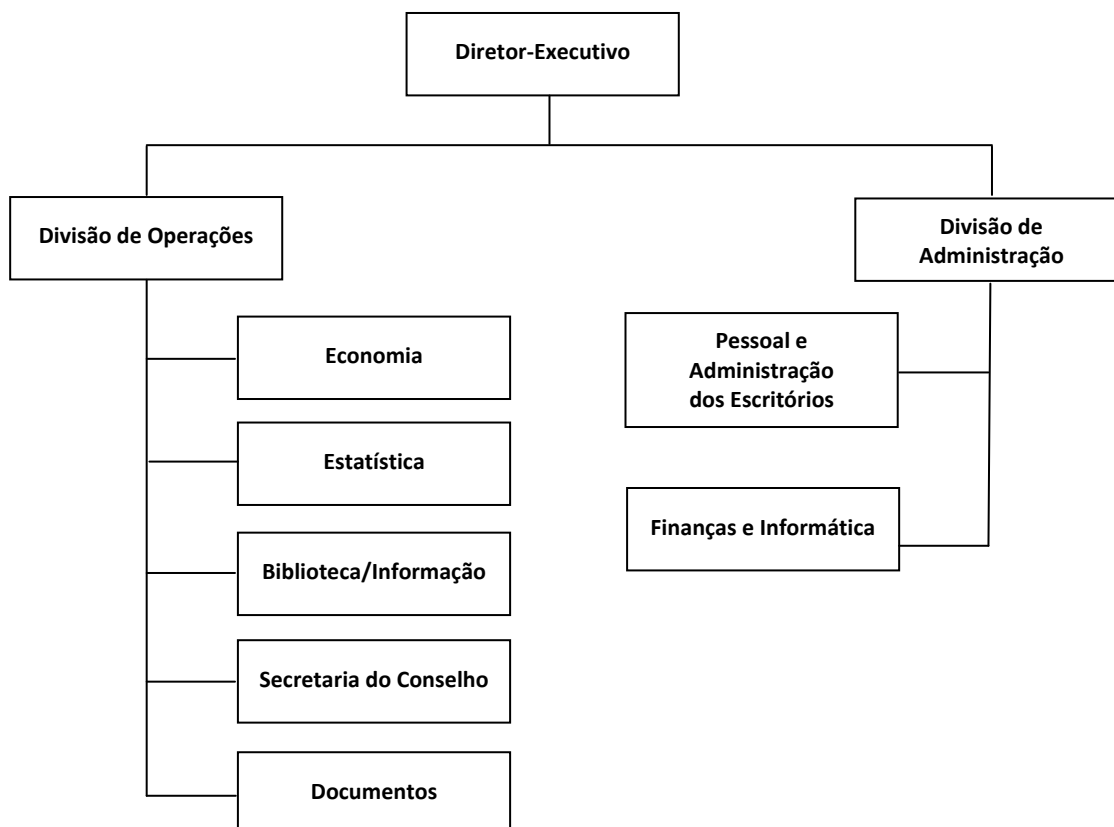 Diretor-Executivo
Divisão de Operações
Divisão de
Administração
Economia
Estatística
Biblioteca/Informação
Secretaria do Conselho
Documentos
Pessoal e
Administração
dos Escritórios
Finanças e Informática